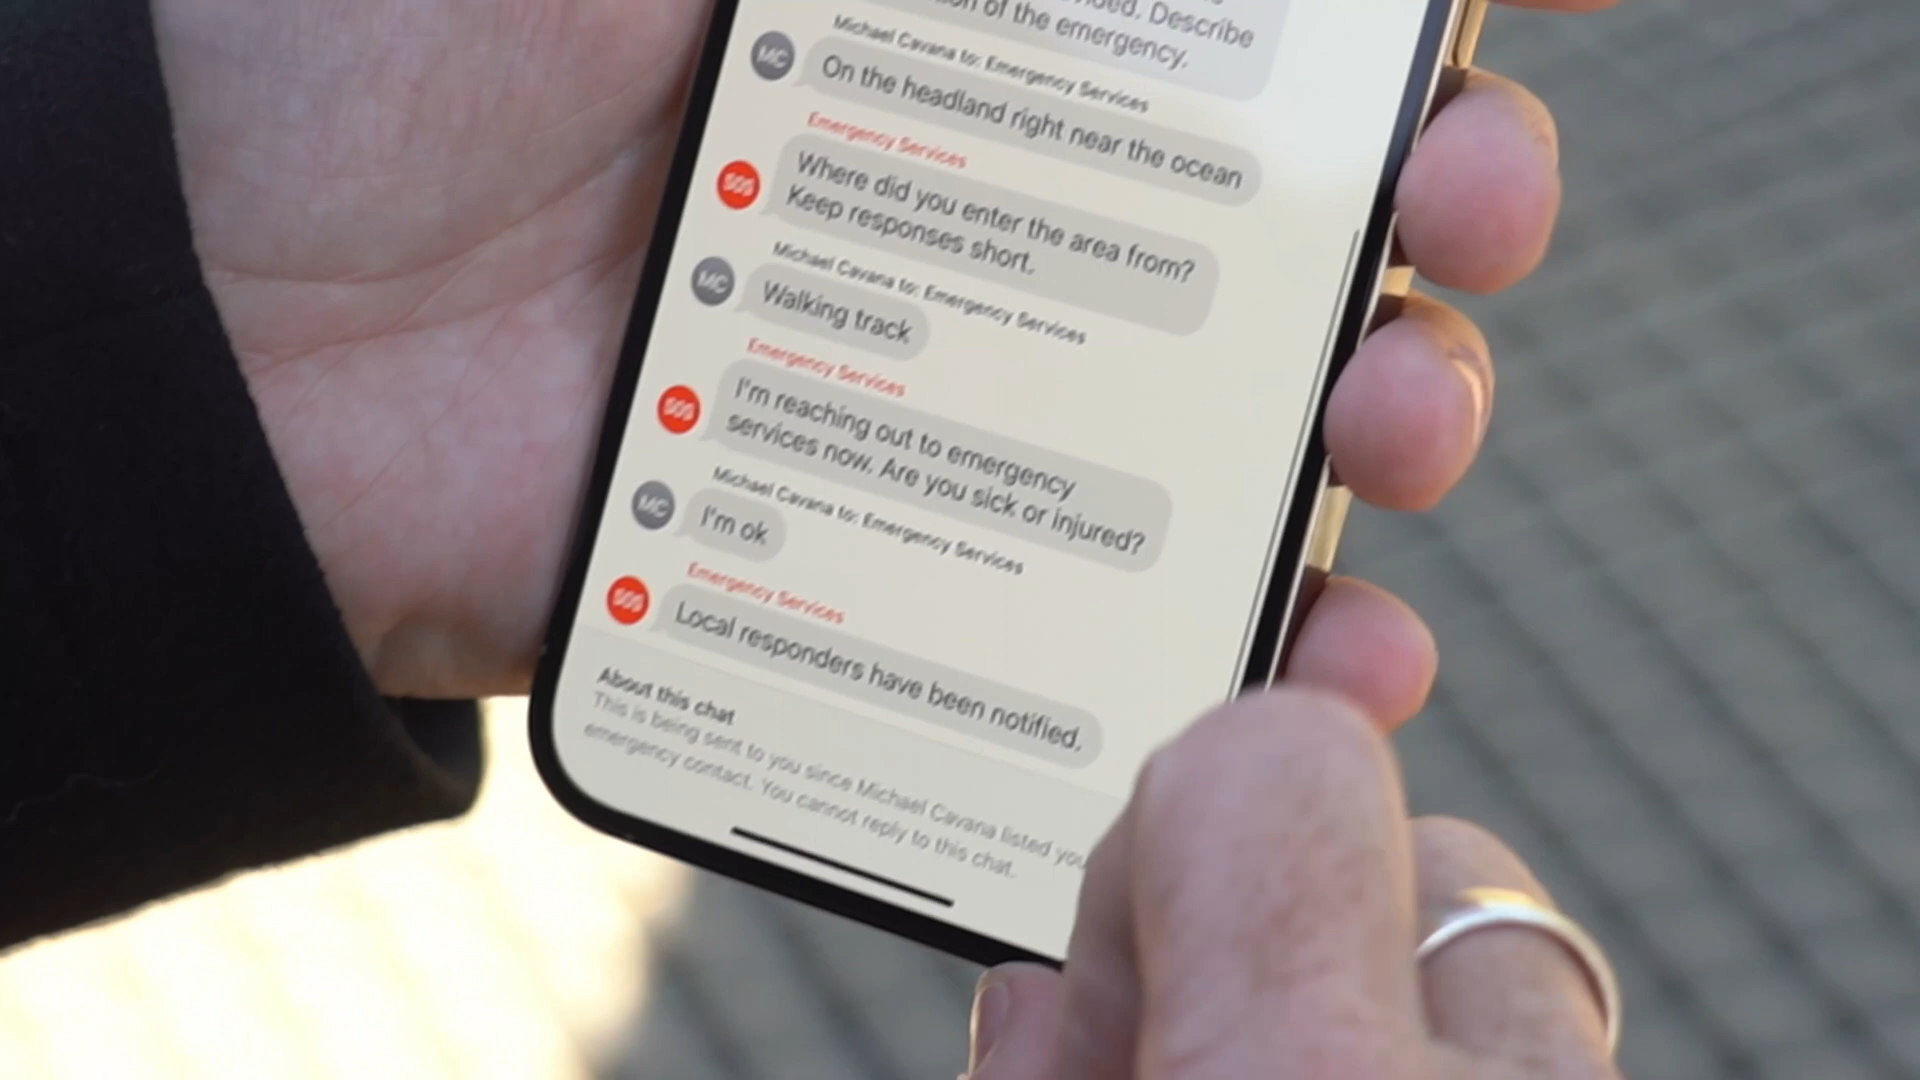 Describe
of the emergency.
Michael Cavana to: Emergency Services
MC
On the headland right near the ocean
Emergency Services
SOS
Where did you enter the area from?
Keep responses short.
Michael Cavana to: Emergency Services
MC
Walking track
Emergency Services
SOS
I'm reaching out to emergency
services now. Are you sick or injured?
Michael Cavana to: Emergency Services
MC
I'm ok
Emergency Services
SOS
Local responders have been notified.
About this chat
This is being sent to you since Michael Cavana listed you
emergency contact. You cannot reply to this chat.